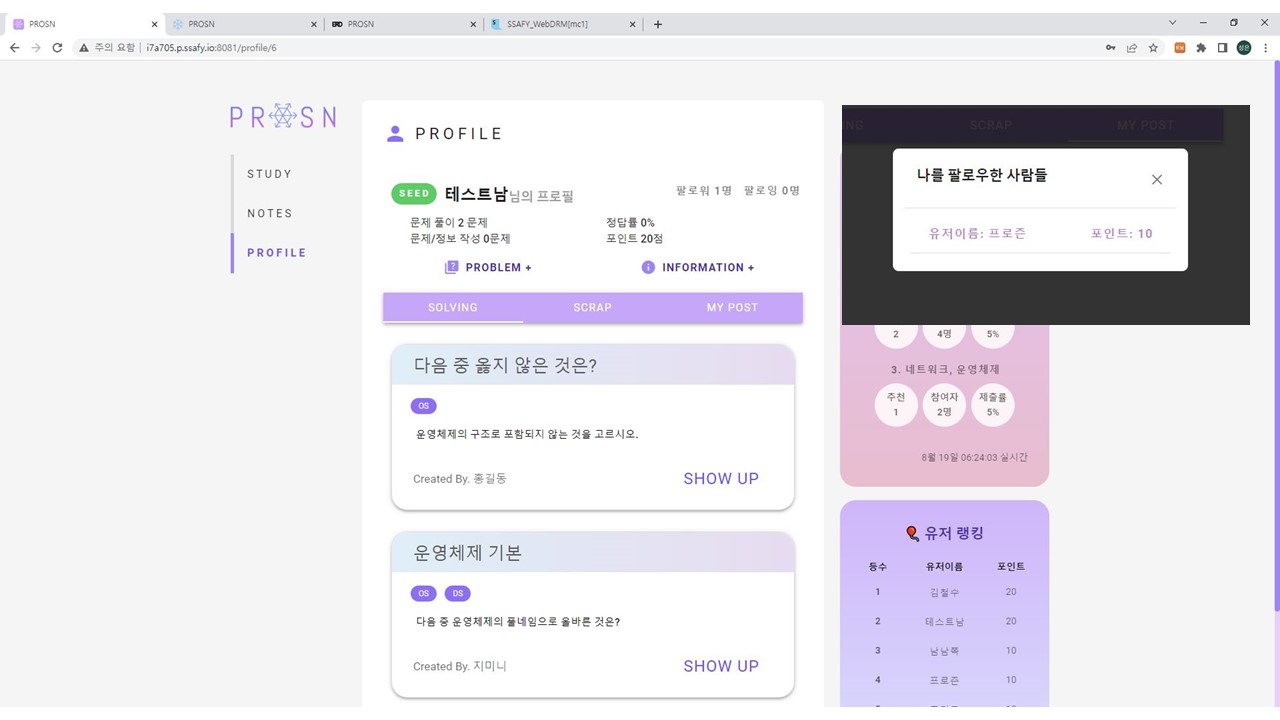 PROSN
PROSN
PROSN
SSAFY_WebDRM[mc1]
주의 요함
i7a705.p.ssafy.io:8081/profile/6
PROSN
STUDY
NOTES
PROFILE
PROFILE
SEED 테스트남님의 프로필
팔로워 1명 팔로잉 0명
문제 풀이 2 문제
정답률 0%
문제/정보 작성 0문제
포인트 20점
PROBLEM +
INFORMATION +
SOLVING
SCRAP
MY POST
다음 중 옳지 않은 것은?
OS
운영체제의 구조로 포함되지 않는 것을 고르시오.
Created By. 홍길동
SHOW UP
운영체제 기본
OS DS
다음 중 운영체제의 풀네임으로 올바른 것은?
Created By. 지미니
SHOW UP
ING
SCRAP
MY POST
나를 팔로우한 사람들
유저이름: 프로즌
포인트: 10
2
4명
5%
3. 네트워크, 운영체제
추천 참여자 제출률
1 2명 5%
8월 19일 06:24:03 실시간
유저 랭킹
등수 유저이름 포인트
1 김철수 20
2 테스트남 20
3 남남쪽 10
4 프로즌 10